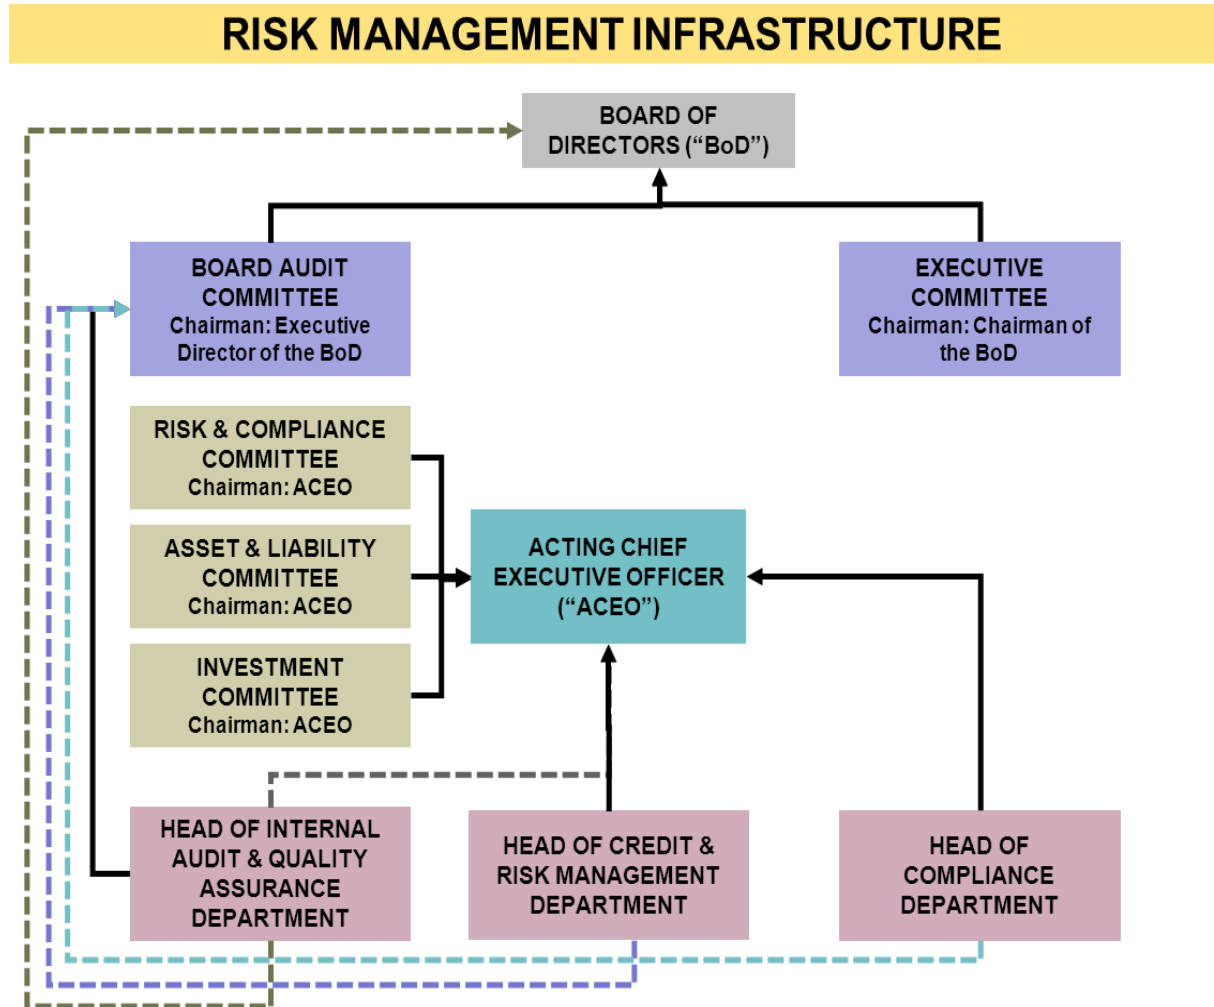 RISK MANAGEMENT INFRASTRUCTURE
BOARD OF
DIRECTORS (“BoD”)
BOARD AUDIT
COMMITTEE
Chairman: Executive
Director of the BoD
EXECUTIVE
COMMITTEE
Chairman: Chairman of
the BoD
RISK & COMPLIANCE
COMMITTEE
Chairman: ACEO
ASSET & LIABILITY
COMMITTEE
Chairman: ACEO
ACTING CHIEF
EXECUTIVE OFFICER
(“ACEO”)
INVESTMENT
COMMITTEE
Chairman: ACEO
HEAD OF INTERNAL
AUDIT & QUALITY
ASSURANCE
DEPARTMENT
HEAD OF CREDIT &
RISK MANAGEMENT
DEPARTMENT
HEAD OF
COMPLIANCE
DEPARTMENT